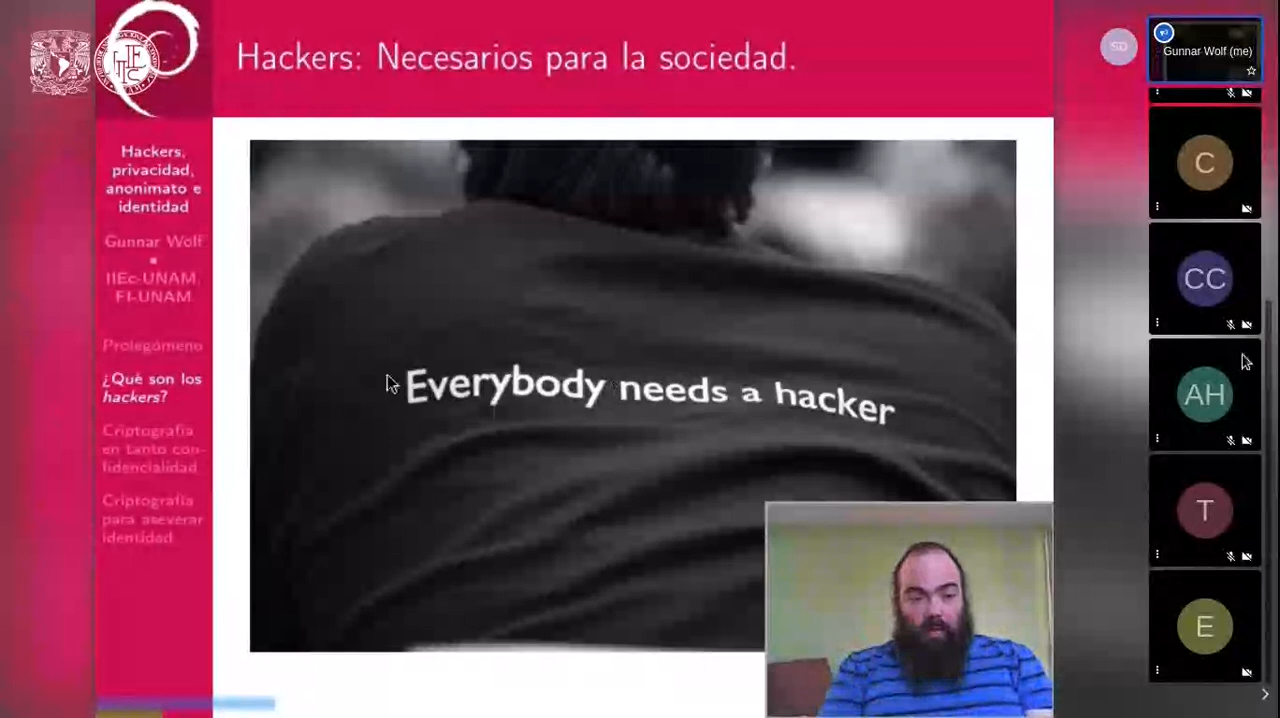 Hackers: Necesarios para la sociedad.
Hackers,
privacidad,
anonimato e
identidad
Gunnar Wolf
•
IIEc-UNAM,
FI-UNAM
Prolegómeno
¿Qué son los
hackers?
Criptografía
en tanto con-
fidencialidad
Criptografía
para aseverar
identidad
Everybody needs a hacker
SD
Gunnar Wolf (me)
C
CC
AH
T
E